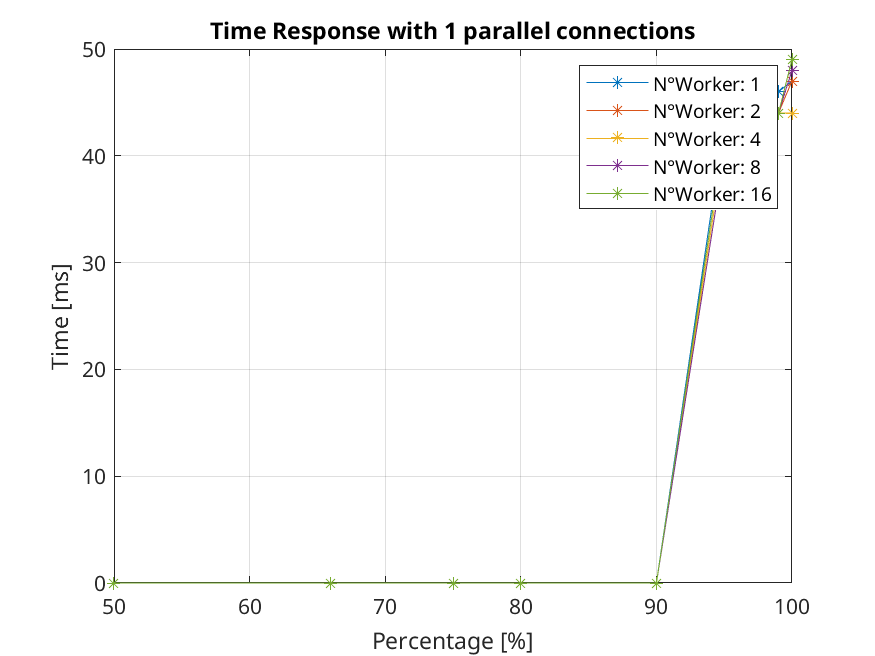 Time Response with 1 parallel connections
50
40
30
20
10
0
Time [ms]
N°Worker: 1
N°Worker: 2
N°Worker: 4
N°Worker: 8
N°Worker: 16
50 60 70 80 90 100
Percentage [%]